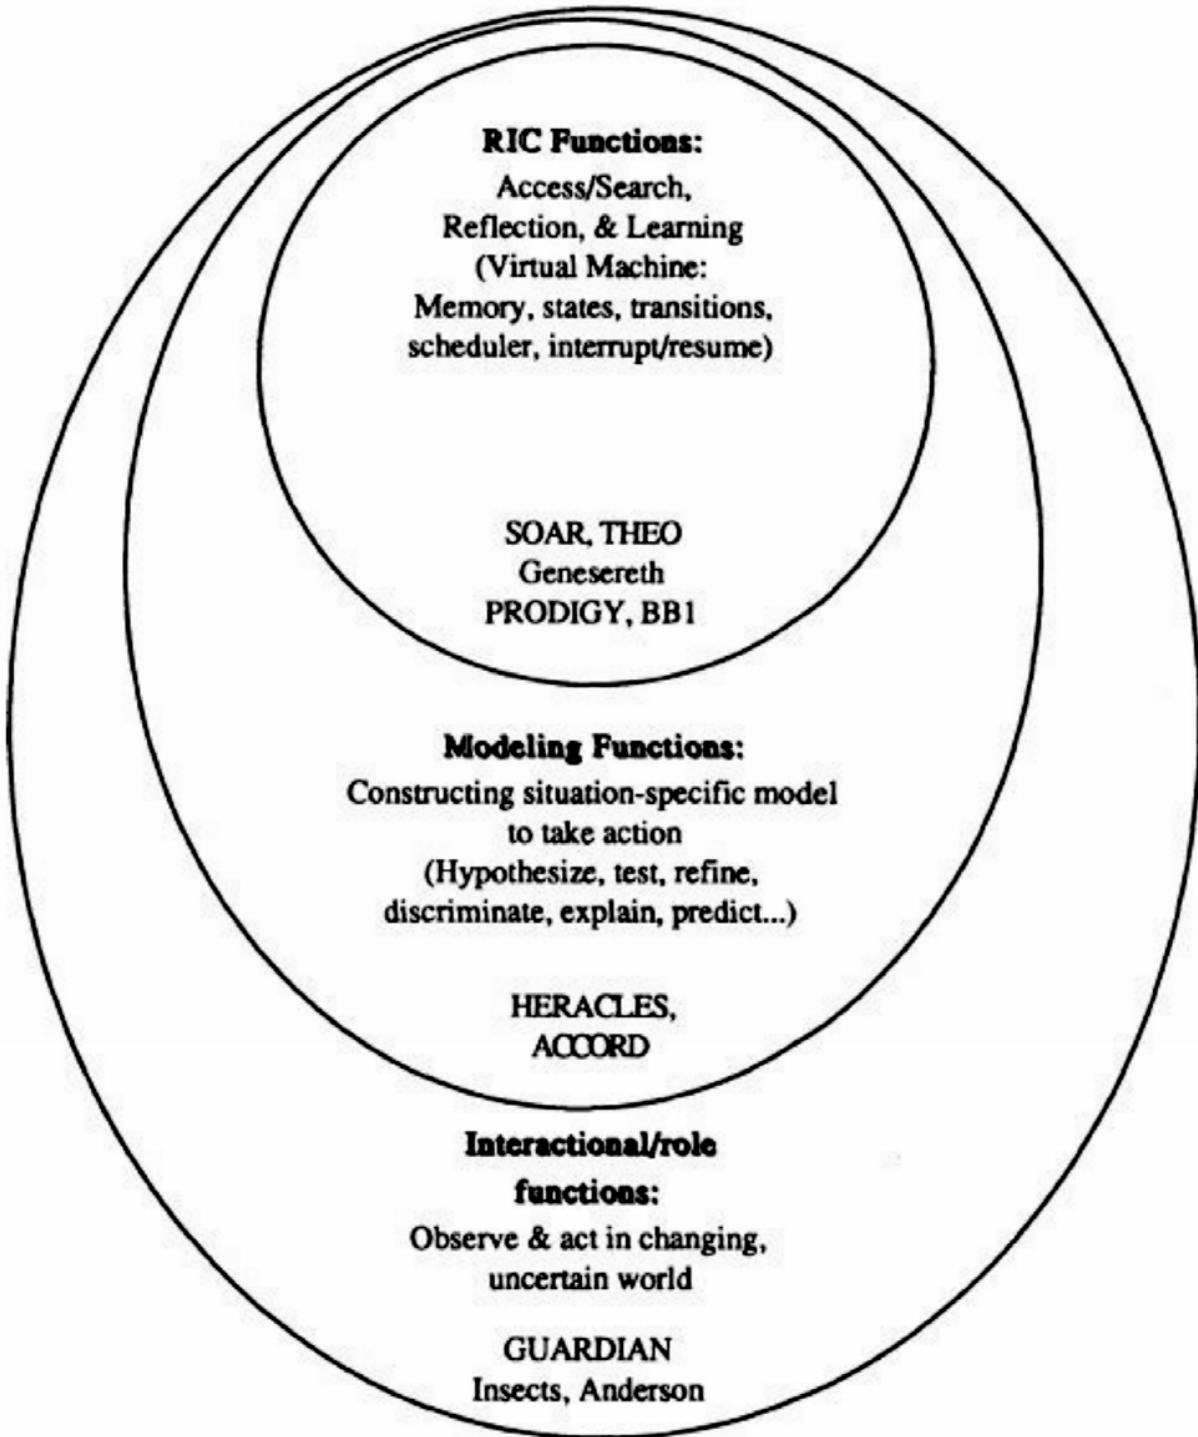 RIC Functions:
Access/Search,
Reflection, & Learning
(Virtual Machine:
Memory, states, transitions,
scheduler, interrupt/resume)
SOAR, THEO
Genesereth
PRODIGY, BB1
Modeling Functions:
Constructing situation-specific model
to take action
(Hypothesize, test, refine,
discriminate, explain, predict...)
HERACLES,
ACCORD
Interactional/role
functions:
Observe & act in changing,
uncertain world
GUARDIAN
Insects, Anderson